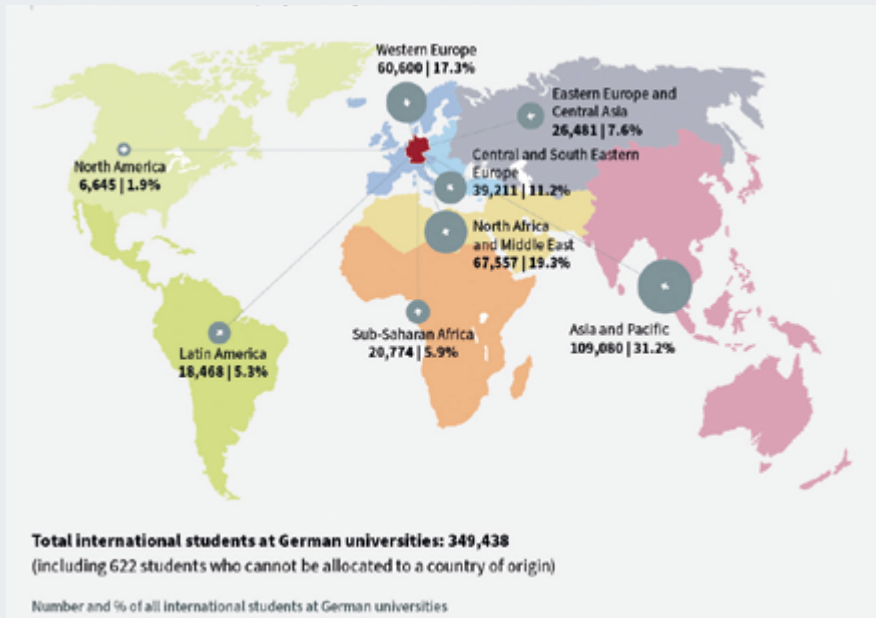 Western Europe
60,600 | 17.3%
Eastern Europe and
Central Asia
26,481 | 7.6%
North America
6,645 | 1.9%
Central and South Eastern
Europe
39,211 | 11.2%
North Africa
and Middle East
67,557 | 19.3%
Asia and Pacific
109,080 | 31.2%
Sub-Saharan Africa
20,774 | 5.9%
Latin America
18,468 | 5.3%
Total international students at German universities: 349,438
(including 622 students who cannot be allocated to a country of origin)
Number and % of all international students at German universities